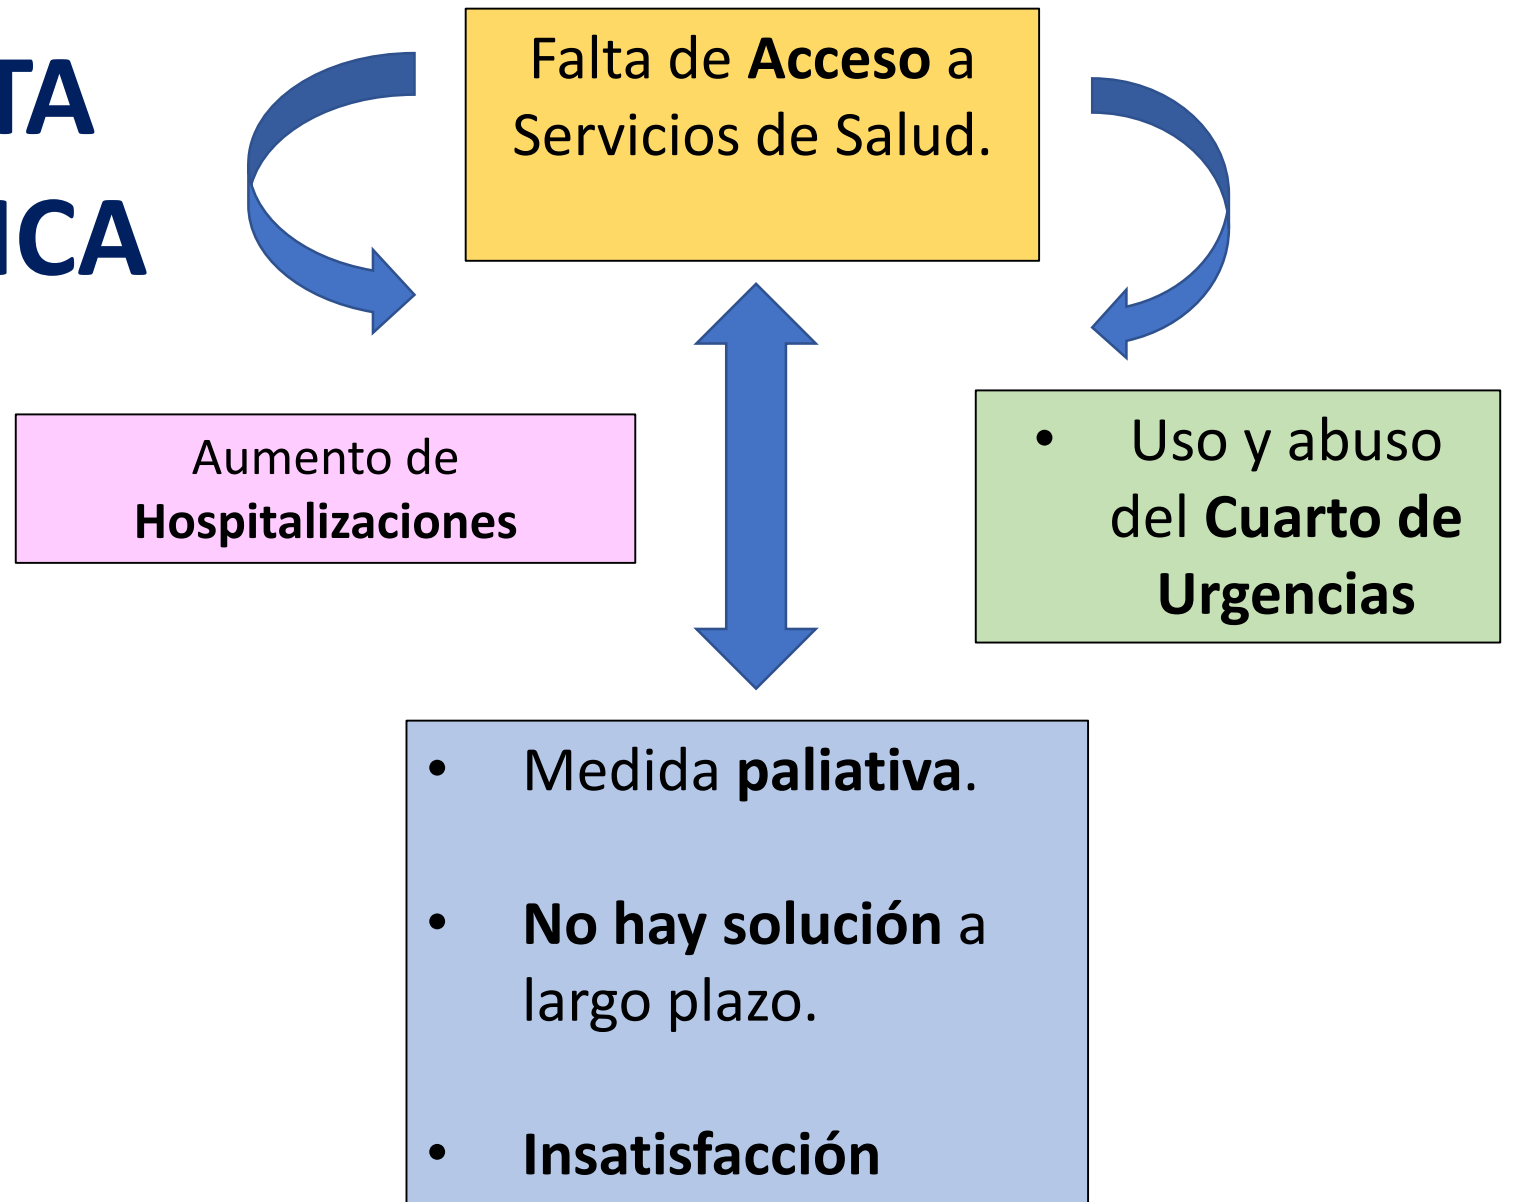 TA
ICA
Falta de Acceso a
Servicios de Salud.
Aumento de
Hospitalizaciones
• Uso y abuso
del Cuarto de
Urgencias
• Medida paliativa.
• No hay solución a
largo plazo.
• Insatisfacción